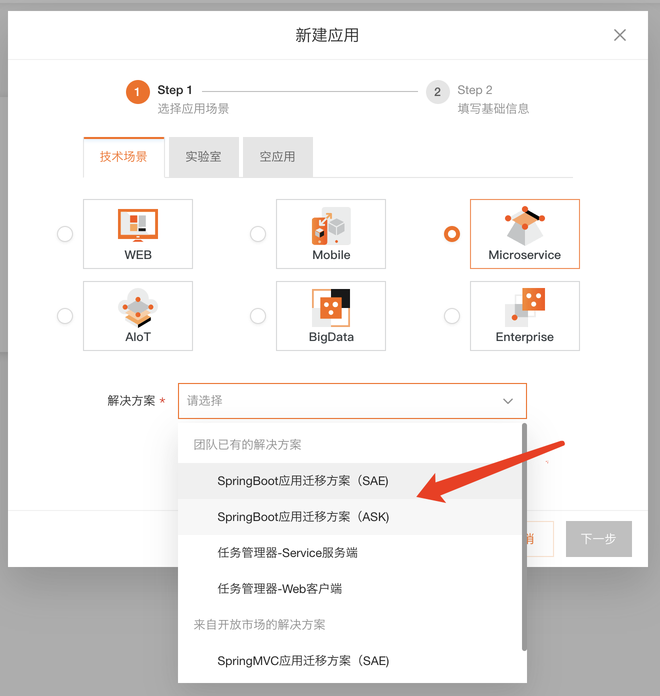 新建应用
1 Step 1 2 Step 2
选择应用场景 填写基础信息
技术场景 实验室 空应用
WEB Mobile Microservice
AIoT BigData Enterprise
解决方案 * 请选择
团队已有的解决方案
SpringBoot应用迁移方案（SAE)
SpringBoot应用迁移方案（ASK)
消 下一步
任务管理器-Service服务端
任务管理器-Web客户端
来自开放市场的解决方案
SpringMVC应用迁移方案（SAE)